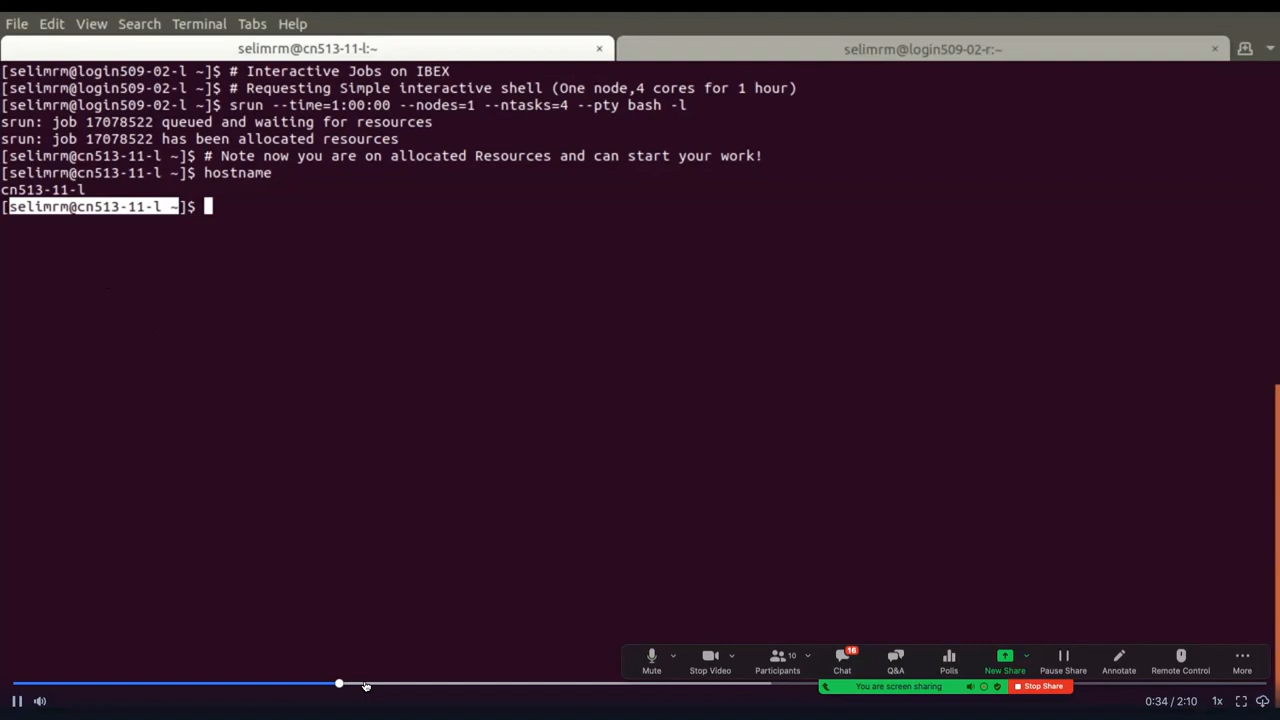 File Edit View Search Terminal Tabs Help
selimrm@cn513-11-l:~ × selimrm@login509-02-r:~ ×
[selimrm@login509-02-l ~]$ # Interactive Jobs on IBEX
[selimrm@login509-02-l ~]$ # Requesting Simple interactive shell (One node,4 cores for 1 hour)
[selimrm@login509-02-l ~]$ srun --time=1:00:00 --nodes=1 --ntasks=4 --pty bash -l
srun: job 17078522 queued and waiting for resources
srun: job 17078522 has been allocated resources
[selimrm@cn513-11-l ~]$ # Note now you are on allocated Resources and can start your work!
[selimrm@cn513-11-l ~]$ hostname
cn513-11-l
[selimrm@cn513-11-l ~]$
10 16
Mute Stop Video Participants Chat Q&A Polls New Share Pause Share Annotate Remote Control More
You are screen sharing Stop Share
0:34 / 2:10 1x